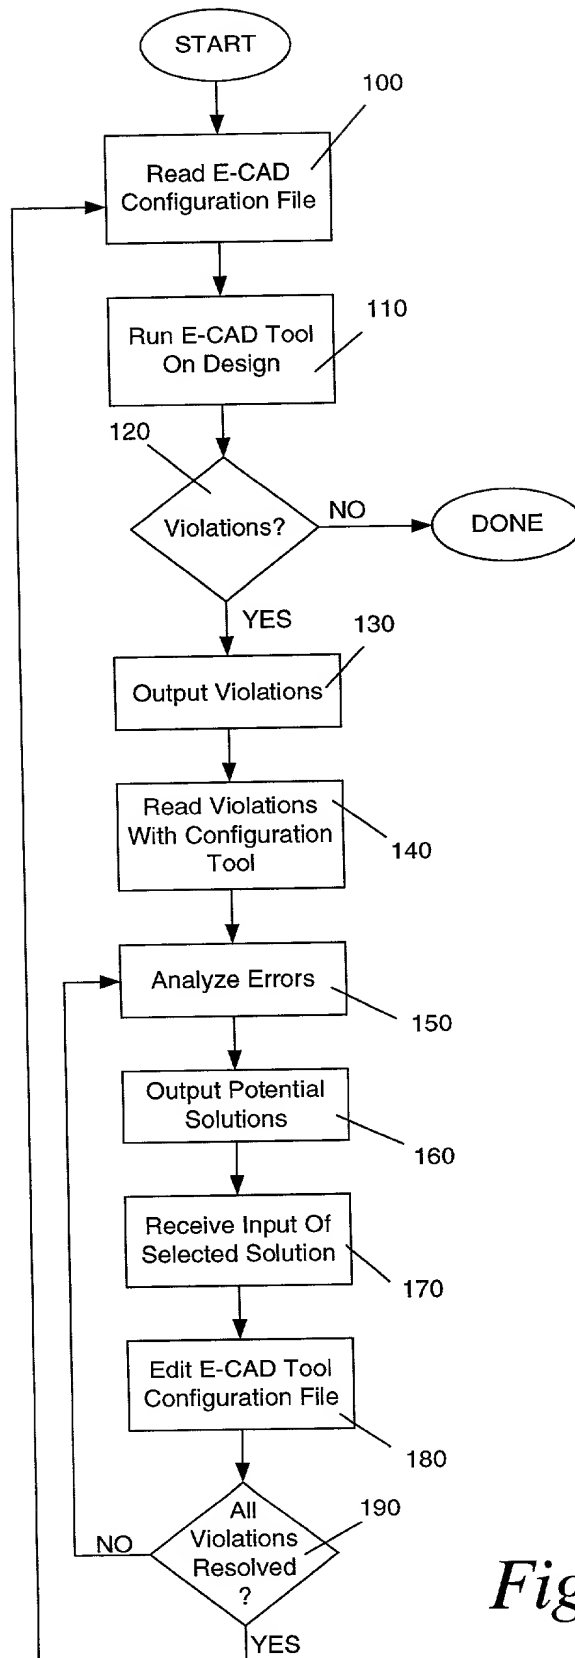 START
100
Read E-CAD
Configuration File
110
Run E-CAD Tool
On Design
120
Violations?
NO
DONE
YES
130
Output Violations
Read Violations
With Configuration
Tool
140
Analyze Errors
150
Output Potential
Solutions
160
Receive Input Of
Selected Solution
170
Edit E-CAD Tool
Configuration File
180
All
Violations
Resolved
?
190
NO
YES
Fig